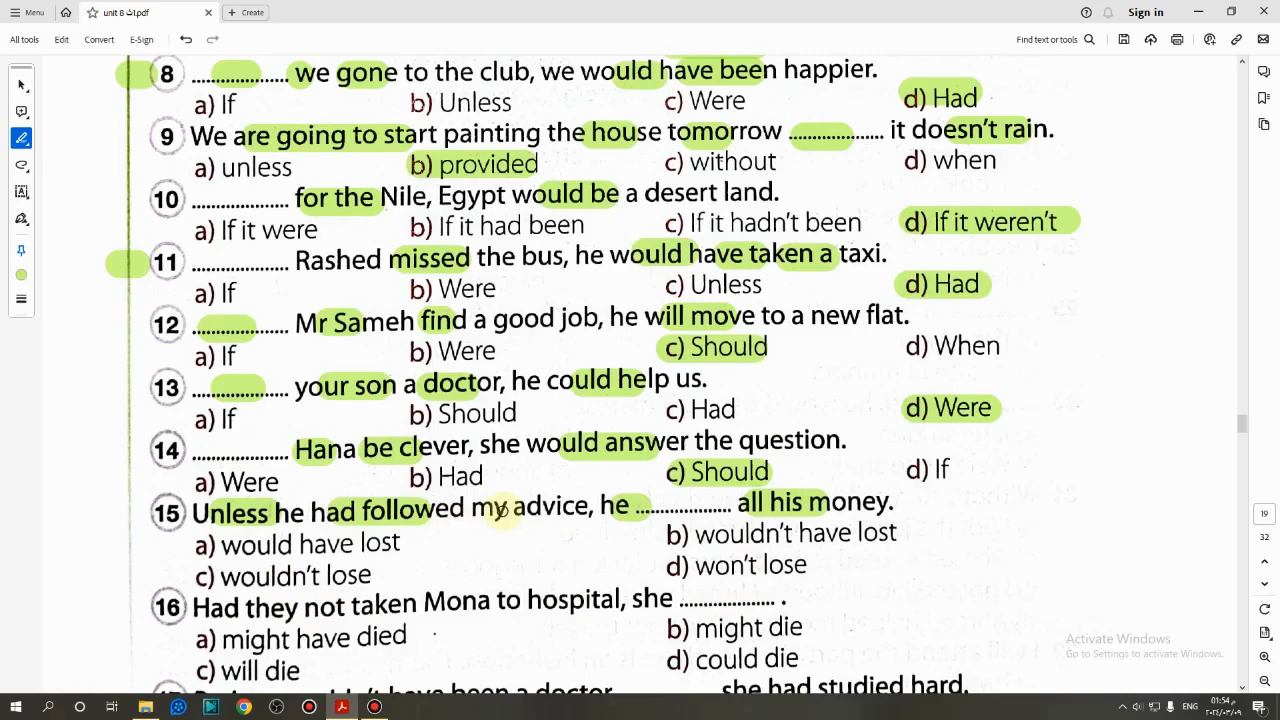 Menu
unit 8ث1.pdf
Create
Sign in
All tools Edit Convert E-Sign
Find text or tools
8 .................... we gone to the club, we would have been happier.
a) If b) Unless c) Were d) Had
9 We are going to start painting the house tomorrow .................... it doesn't rain.
a) unless b) provided c) without d) when
10 .................... for the Nile, Egypt would be a desert land.
a) If it were b) If it had been c) If it hadn't been d) If it weren't
11 .................... Rashed missed the bus, he would have taken a taxi.
a) If b) Were c) Unless d) Had
12 .................... Mr Sameh find a good job, he will move to a new flat.
a) If b) Were c) Should d) When
13 .................... your son a doctor, he could help us.
a) If b) Should c) Had d) Were
14 .................... Hana be clever, she would answer the question.
a) Were b) Had c) Should d) If
15 Unless he had followed my advice, he .................... all his money.
a) would have lost b) wouldn't have lost
c) wouldn't lose d) won't lose
16 Had they not taken Mona to hospital, she .................... .
a) might have died b) might die
c) will die d) could die
she had studied hard.
19
32
Activate Windows
Go to Settings to activate Windows.
ENG
01:54 م